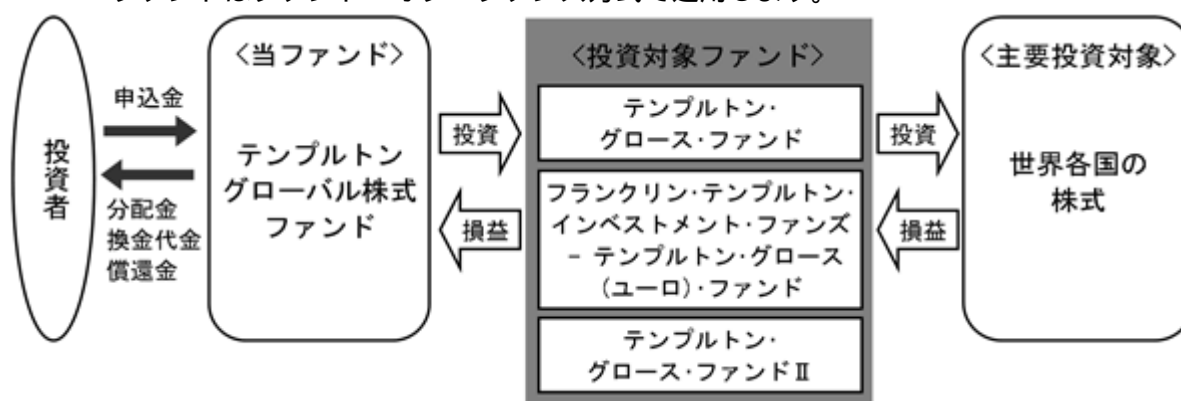 投資者
申込金
分配金
換金代金
償還金
〈当ファンド〉
テンプルトン
グローバル株式
ファンド
投資
損益
〈投資対象ファンド〉
テンプルトン・
グロース・ファンド
フランクリン・テンプルトン・
インベストメント・ファンズ
－ テンプルトン・グロース
(ユーロ)・ファンド
テンプルトン・
グロース・ファンドⅡ
投資
損益
〈主要投資対象〉
世界各国の
株式